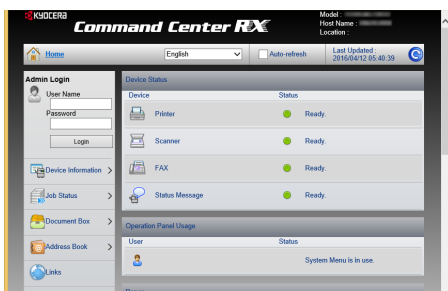 KYOCERA
Command Center RX
Model :
Host Name :
Location :
Home
English
Auto-refresh
Last Updated :
2016/04/12 05:40:39
Admin Login
User Name
Password
Login
Device Information
Job Status
Document Box
Address Book
Links
Device Status
Device Status
Printer Ready.
Scanner Ready.
FAX Ready.
Status Message Ready.
Operation Panel Usage
User Status
System Menu is in use.